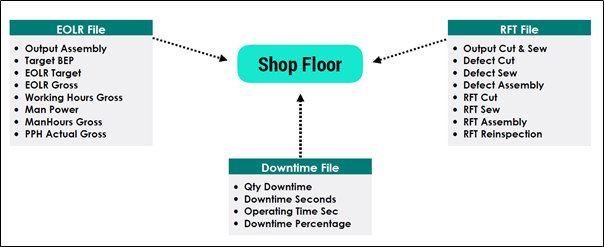 EOLR File
• Output Assembly
• Target BEP
• EOLR Target
• EOLR Gross
• Working Hours Gross
• Man Power
• ManHours Gross
• PPH Actual Gross
Shop Floor
RFT File
• Output Cut & Sew
• Defect Cut
• Defect Sew
• Defect Assembly
• RFT Cut
• RFT Sew
• RFT Assembly
• RFT Reinspection
Downtime File
• Qty Downtime
• Downtime Seconds
• Operating Time Sec
• Downtime Percentage